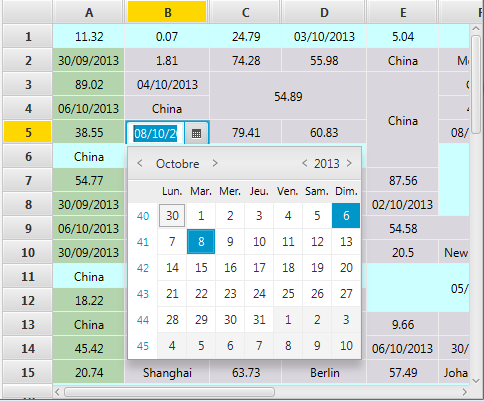 A B C D E F
1 11.32 0.07 24.79 03/10/2013 5.04
2 30/09/2013 1.81 74.28 55.98 China
3 89.02 04/10/2013 54.89
4 06/10/2013 China China
5 38.55 08/10/20 79.41 60.83 08/
6 China
7 54.77 87.56
8 30/09/2013 02/10/2013
9 06/10/2013 54.58
10 30/09/2013 20.5 New
11 China 05/
12 18.22
13 China 9.66
14 45.42 06/10/2013 30/
15 20.74 Shanghai 63.73 Berlin 57.49 Joha
< Octobre > < 2013 >
Lun. Mar. Mer. Jeu. Ven. Sam. Dim.
40 30 1 2 3 4 5 6
41 7 8 9 10 11 12 13
42 14 15 16 17 18 19 20
43 21 22 23 24 25 26 27
44 28 29 30 31 1 2 3
45 4 5 6 7 8 9 10